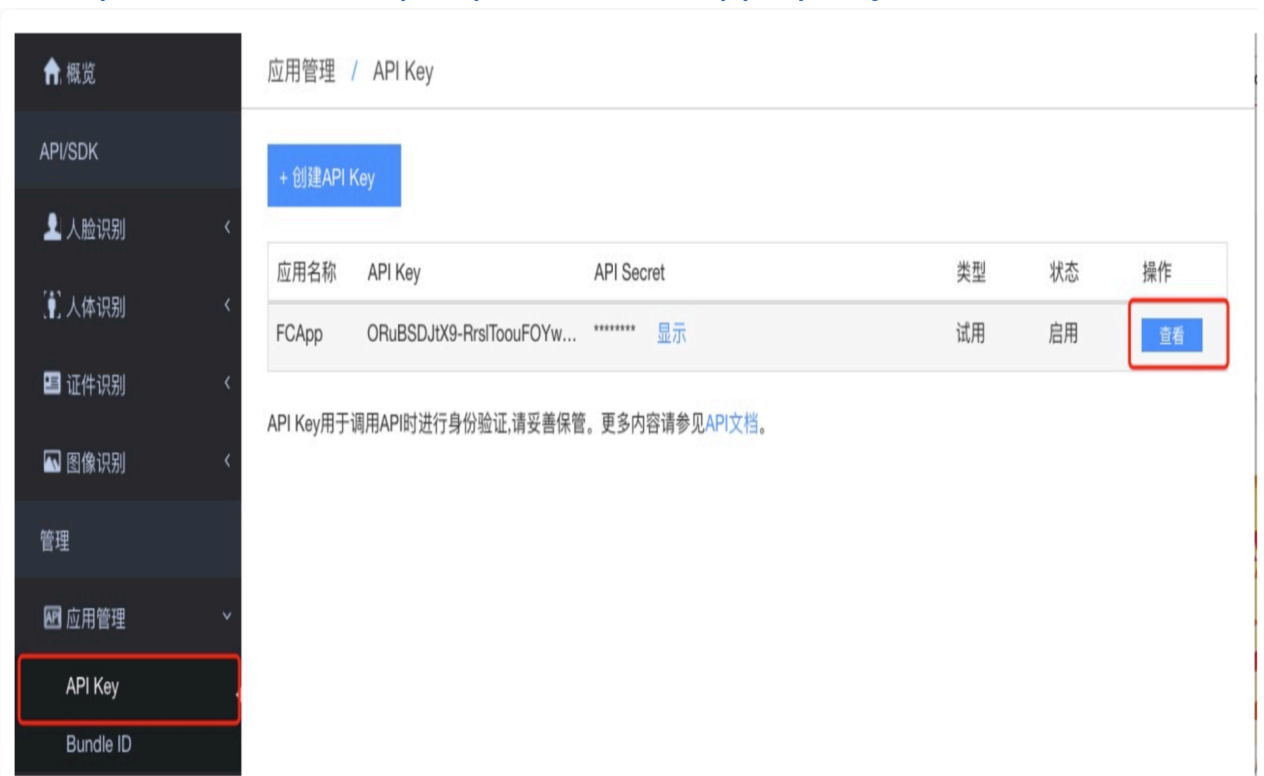 概览
API/SDK
人脸识别
人体识别
证件识别
图像识别
管理
应用管理
API Key
Bundle ID
应用管理 / API Key
+ 创建API Key
应用名称 API Key API Secret 类型 状态 操作
FCApp ORuBSDJtX9-RrslToouFOYw... ******** 显示 试用 启用 查看
API Key用于调用API时进行身份验证,请妥善保管。更多内容请参见API文档。